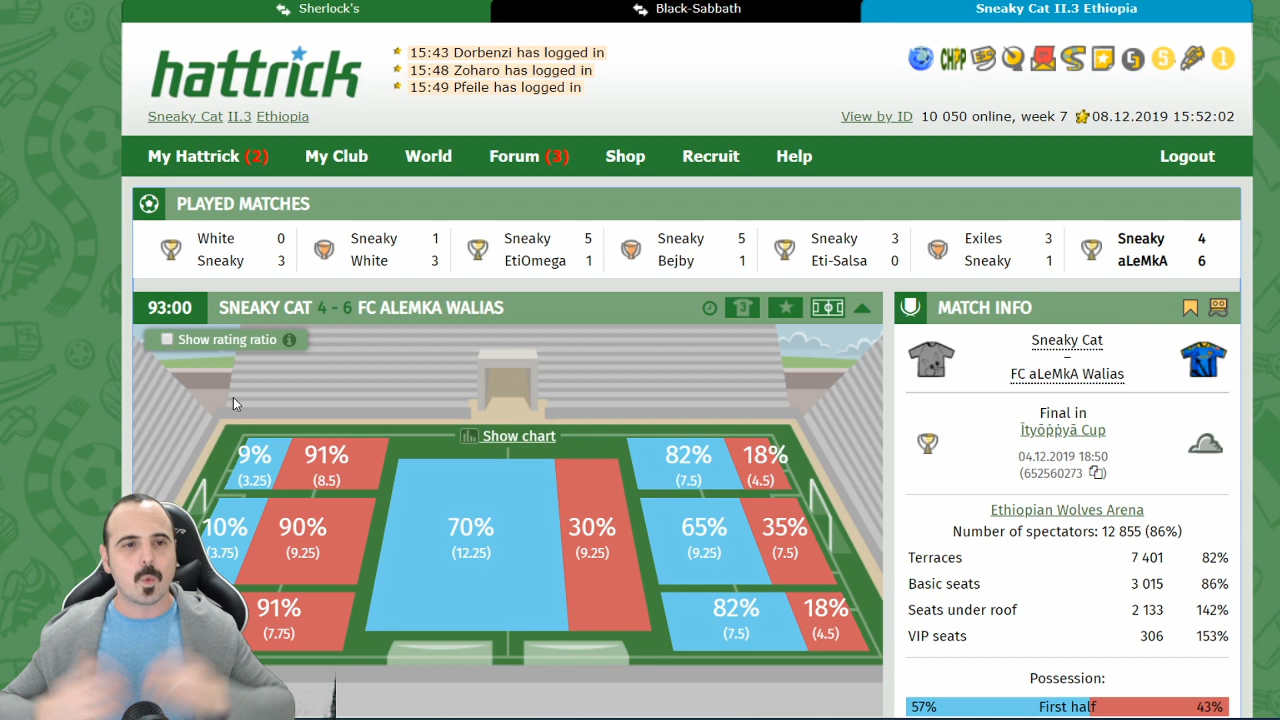 Sherlock's
Black-Sabbath
Sneaky Cat II.3 Ethiopia
hattrick
15:43 Dorbenzi has logged in
15:48 Zoharo has logged in
15:49 Pfeile has logged in
CHPP
Sneaky Cat II.3 Ethiopia
View by ID 10 050 online, week 7 08.12.2019 15:52:02
My Hattrick (2) My Club World Forum (3) Shop Recruit Help Logout
PLAYED MATCHES
White 0
Sneaky 3
Sneaky 1
White 3
Sneaky 5
EtiOmega 1
Sneaky 5
Bejby 1
Sneaky 3
Eti-Salsa 0
Exiles 3
Sneaky 1
Sneaky 4
aLeMkA 6
93:00 SNEAKY CAT 4 - 6 FC ALEMKA WALIAS
Show rating ratio
Show chart
9% 91% 82% 18%
(3.25) (8.5) (7.5) (4.5)
10% 90% 70% 30% 65% 35%
(3.75) (9.25) (12.25) (9.25) (9.25) (7.5)
91% 82% 18%
(7.75) (7.5) (4.5)
MATCH INFO
Sneaky Cat
–
FC aLeMkA Walias
Final in
Ītyōṗṗyā Cup
04.12.2019 18:50
(652560273)
Ethiopian Wolves Arena
Number of spectators: 12 855 (86%)
Terraces 7 401 82%
Basic seats 3 015 86%
Seats under roof 2 133 142%
VIP seats 306 153%
Possession:
57% First half 43%